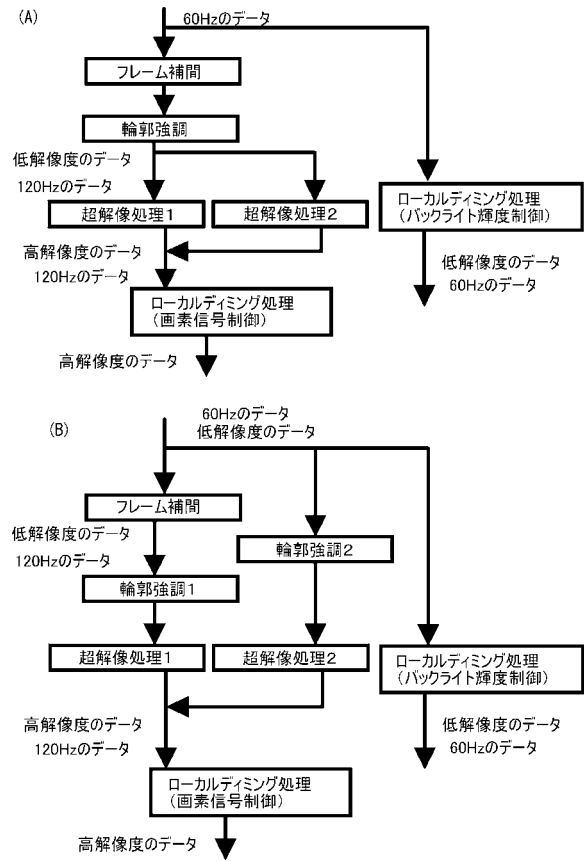 (A)
60Hzのデータ
フレーム補間
輪郭強調
低解像度のデータ
120Hzのデータ
超解像処理1
超解像処理2
ローカルディミング処理
(バックライト輝度制御)
高解像度のデータ
120Hzのデータ
低解像度のデータ
60Hzのデータ
ローカルディミング処理
(画素信号制御)
高解像度のデータ
(B)
60Hzのデータ
低解像度のデータ
フレーム補間
低解像度のデータ
120Hzのデータ
輪郭強調2
輪郭強調1
超解像処理1
超解像処理2
ローカルディミング処理
(バックライト輝度制御)
高解像度のデータ
120Hzのデータ
低解像度のデータ
60Hzのデータ
ローカルディミング処理
(画素信号制御)
高解像度のデータ